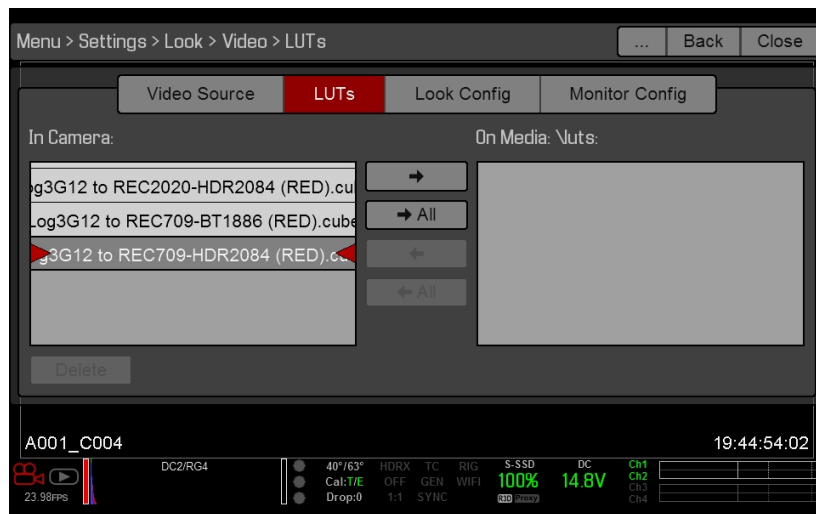 Menu > Settings > Look > Video > LUTs
... Back Close
Video Source LUTs Look Config Monitor Config
In Camera: On Media: \luts:
og3G12 to REC2020-HDR2084 (RED).cu
Log3G12 to REC709-BT1886 (RED).cube
g3G12 to REC709-HDR2084 (RED).cu
→
→ All
←
← All
Delete
A001_C004 19:44:54:02
DC2/RG4 40°/63° HDRX TC RIG S-SSD DC Ch1
Cal:T/E OFF GEN WIFI 100% 14.8V Ch2
23.98FPS Drop:0 1:1 SYNC R3D Proxy Ch3
Ch4